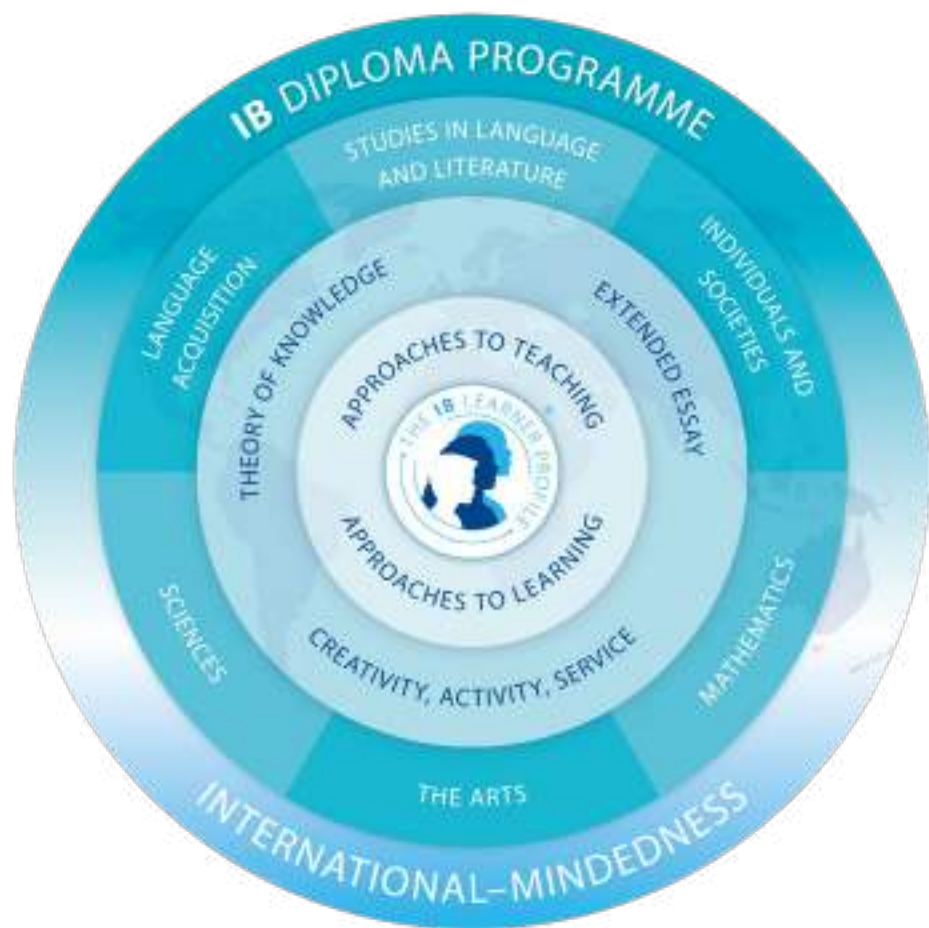 IB DIPLOMA PROGRAMME
STUDIES IN LANGUAGE
AND LITERATURE
LANGUAGE
ACQUISITION
INDIVIDUALS AND
SOCIETIES
THEORY OF KNOWLEDGE
EXTENDED ESSAY
APPROACHES TO TEACHING
• THE IB LEARNER PROFILE •
®
APPROACHES TO LEARNING
CREATIVITY, ACTIVITY, SERVICE
SCIENCES
MATHEMATICS
THE ARTS
INTERNATIONAL–MINDEDNESS